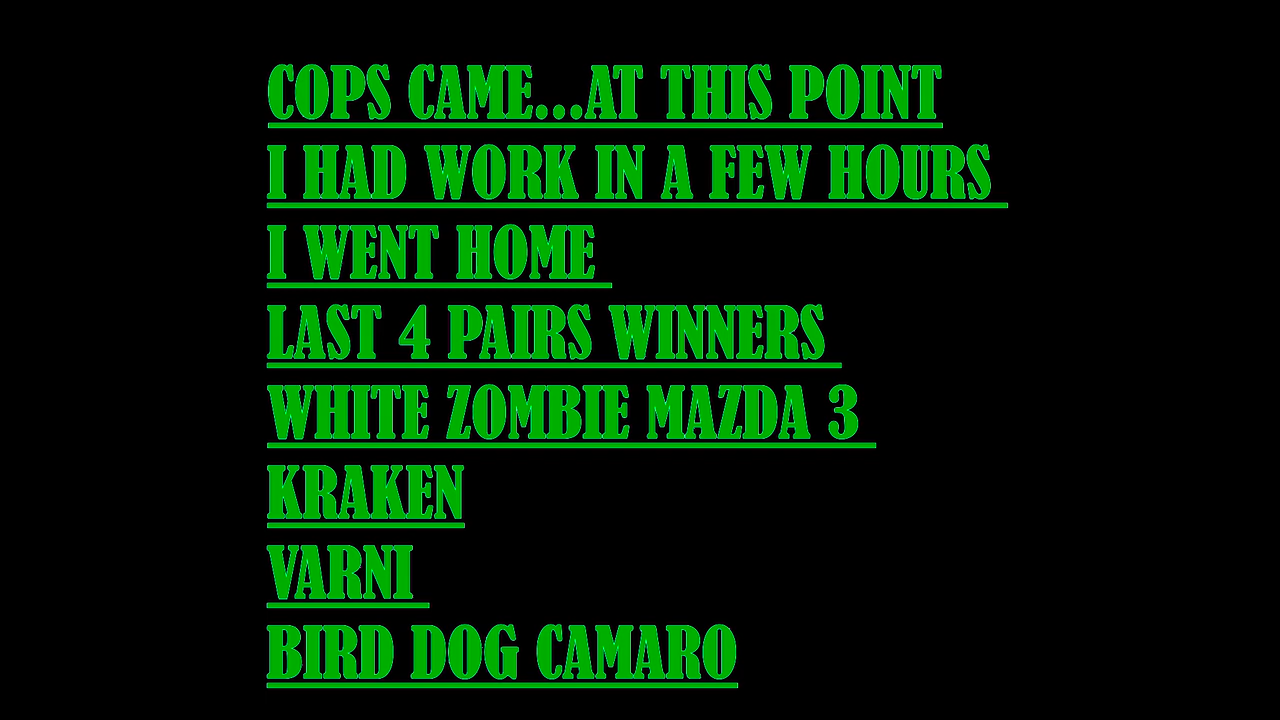 COPS CAME...AT THIS POINT
I HAD WORK IN A FEW HOURS
I WENT HOME
LAST 4 PAIRS WINNERS
WHITE ZOMBIE MAZDA 3
KRAKEN
VARNI
BIRD DOG CAMARO